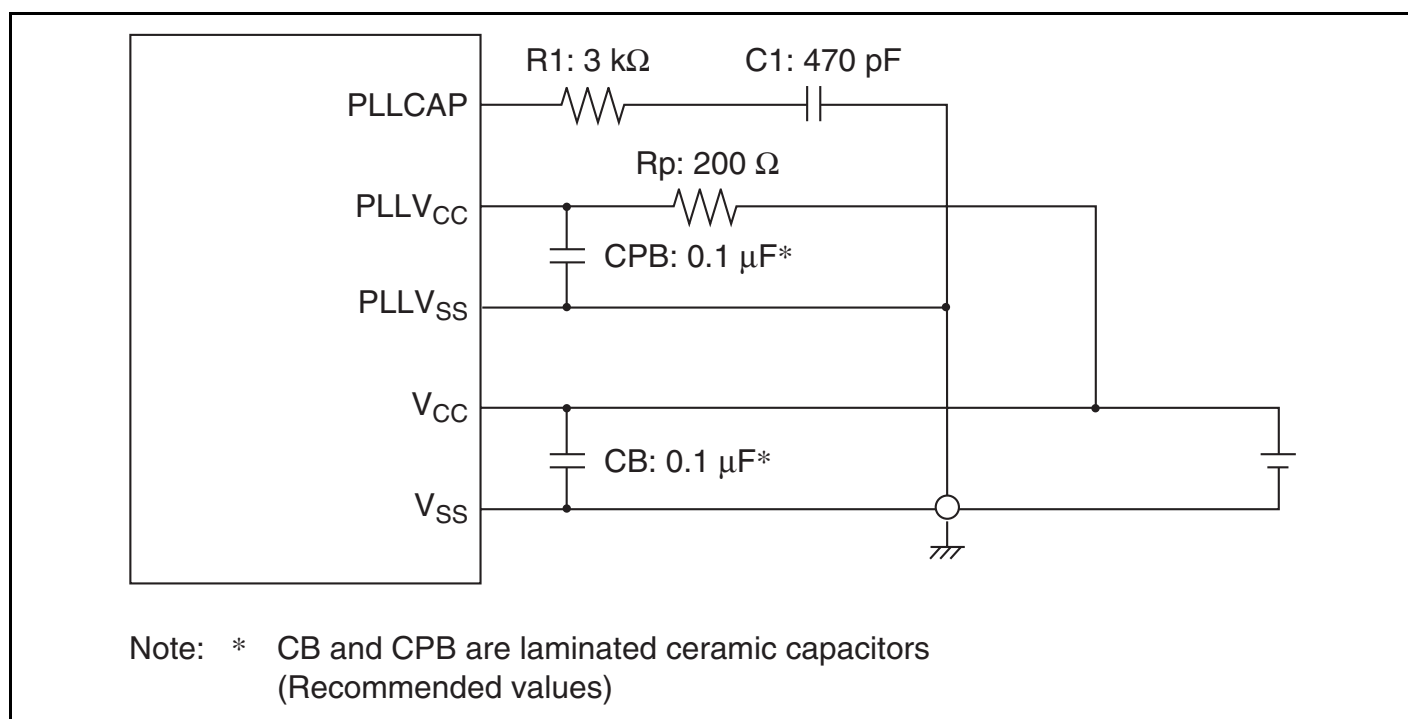 R1: 3 kΩ
C1: 470 pF
PLLCAP
Rp: 200 Ω
PLLVCC
CPB: 0.1 μF*
PLLVSS
VCC
CB: 0.1 μF*
VSS
Note: * CB and CPB are laminated ceramic capacitors
(Recommended values)